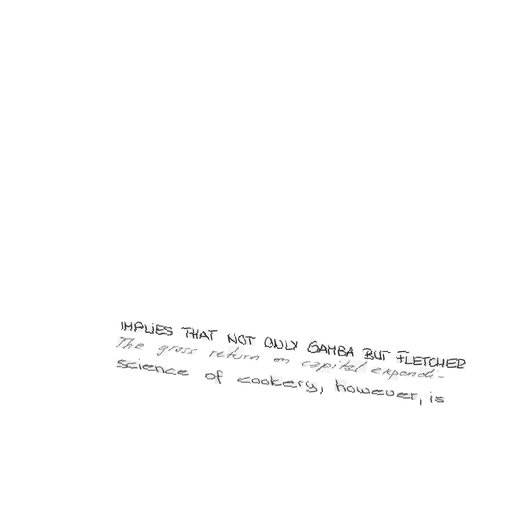 IMPLIES THAT NOT ONLY GAMBA BUT FLETCHER
The gross return on capital expendi-
science of cookery, however, is